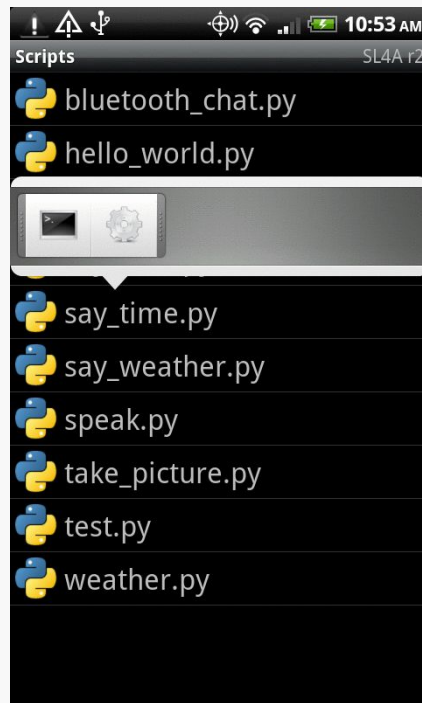 10:53 AM
Scripts SL4A r2
bluetooth_chat.py
hello_world.py
say_time.py
say_weather.py
speak.py
take_picture.py
test.py
weather.py